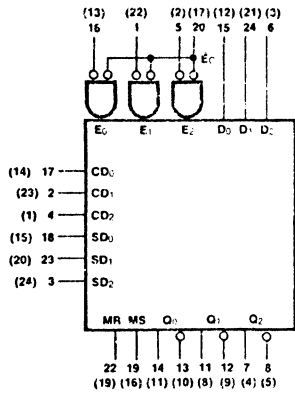 (13) (22) (2) (17) (12) (21) (3)
16 1 5 20 15 24 6
E̅C
E0 E1 E2 D0 D1 D2
(14) 17 CD0
(23) 2 CD1
(1) 4 CD2
(15) 18 SD0
(20) 23 SD1
(24) 3 SD2
MR MS Q0 Q1 Q2
22 19 14 13 11 12 7 8
(19) (16) (11) (10) (8) (9) (4) (5)